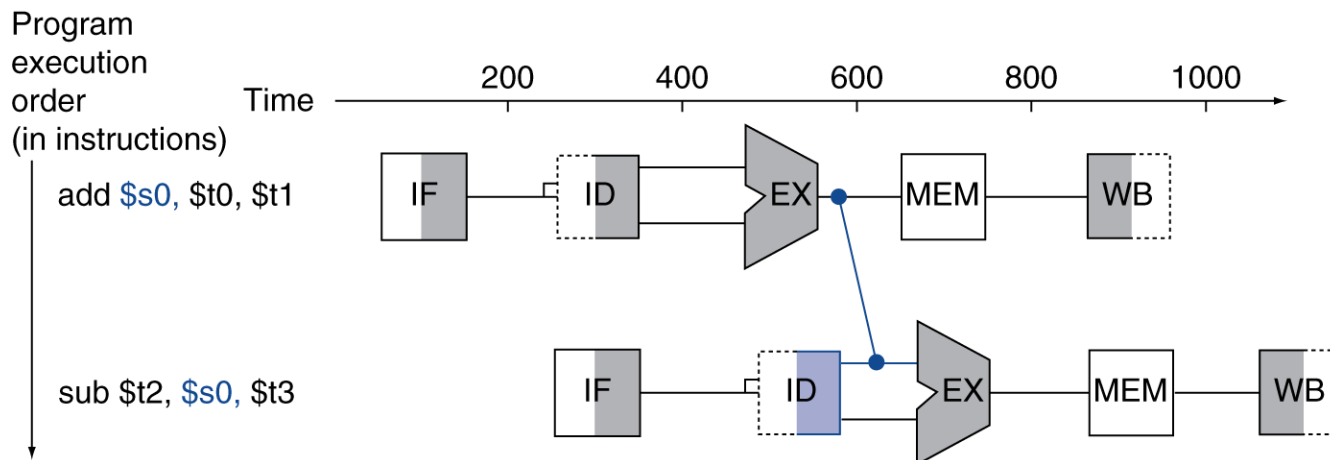 Program
execution
order
(in instructions)
Time
200 400 600 800 1000
add $s0, $t0, $t1
IF ID EX MEM WB
sub $t2, $s0, $t3
IF ID EX MEM WB